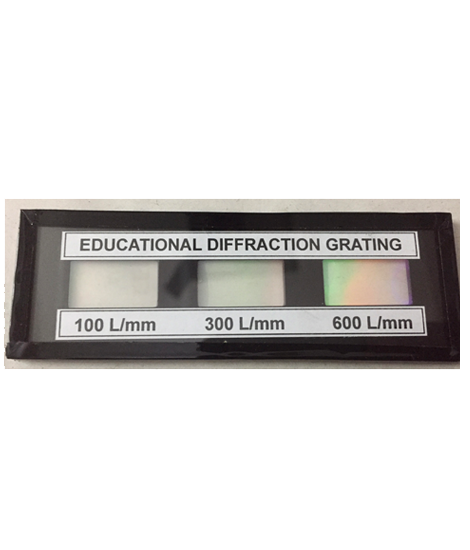 EDUCATIONAL DIFFRACTION GRATING
100 L/mm 300 L/mm 600 L/mm